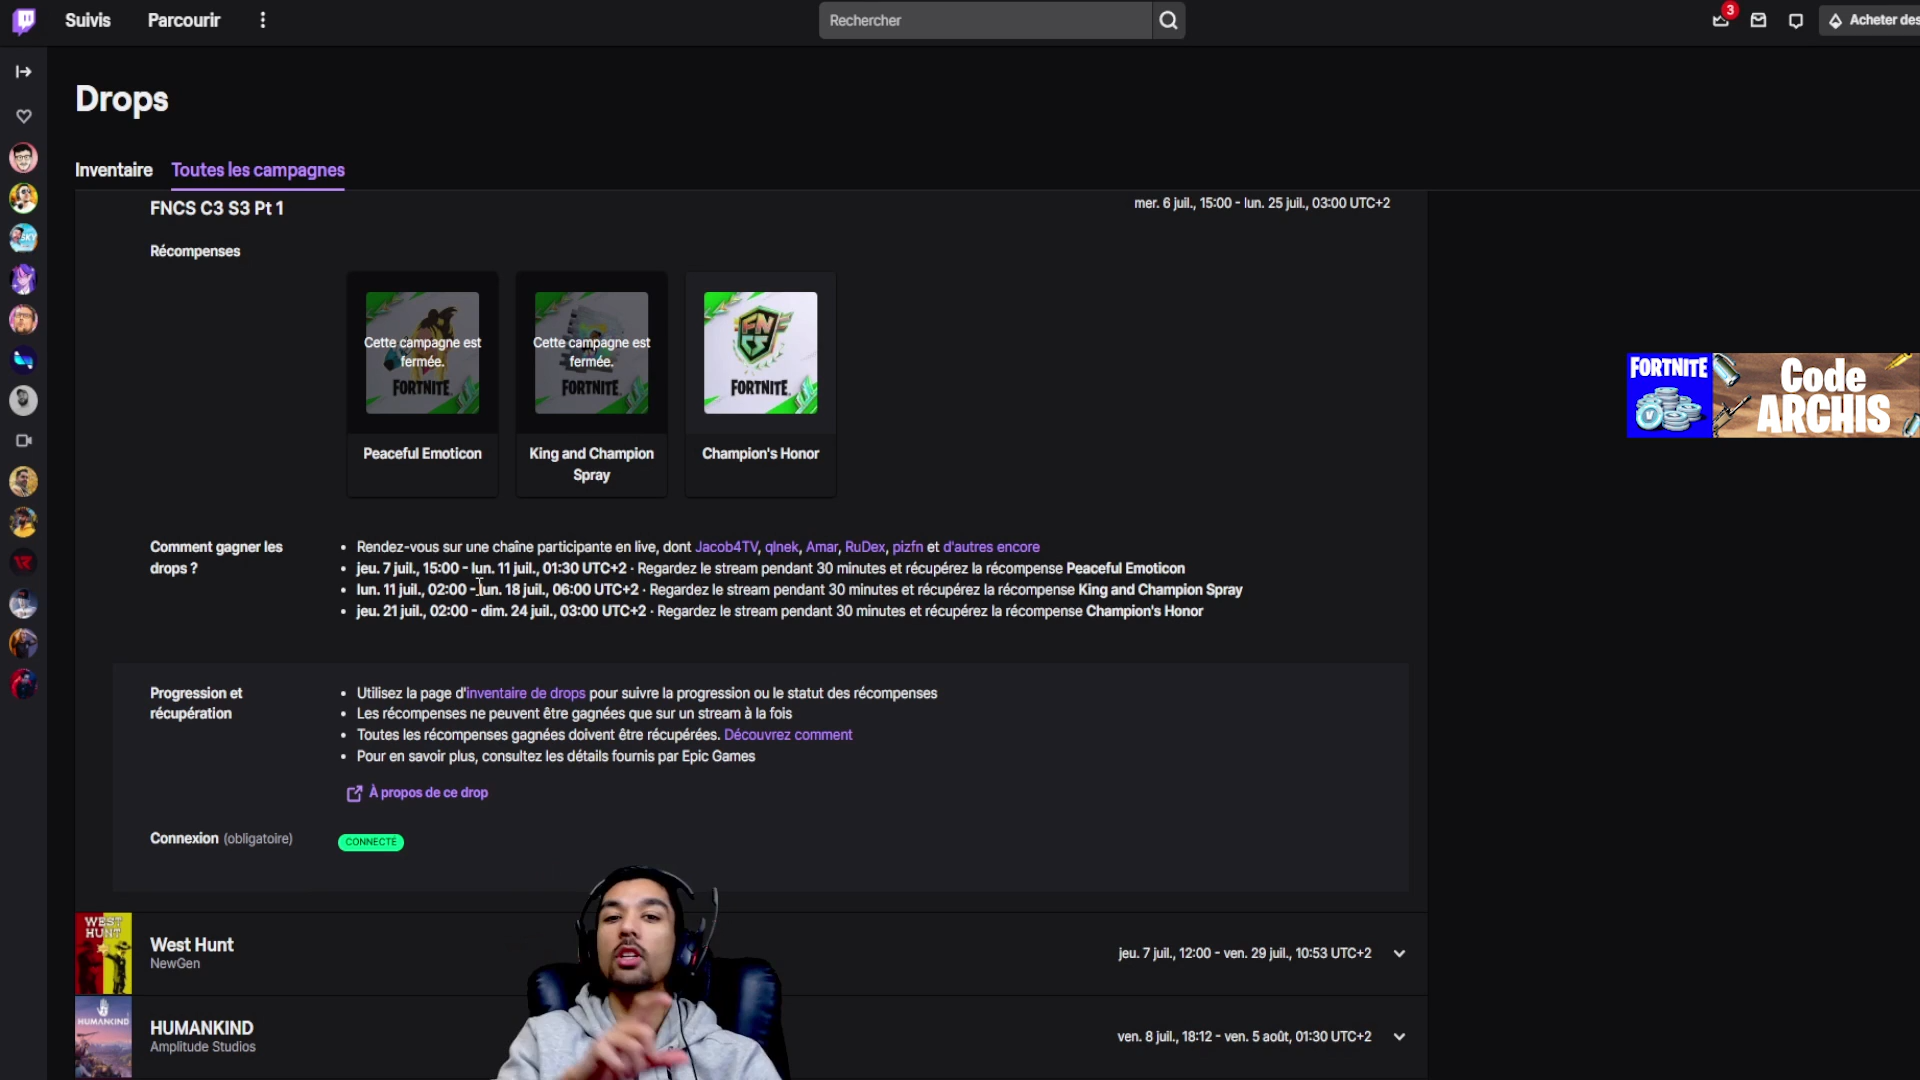 Suivis
Parcourir
Rechercher
3
Acheter des
Drops
Inventaire
Toutes les campagnes
FNCS C3 S3 Pt 1
mer. 6 juil., 15:00 - lun. 25 juil., 03:00 UTC+2
Récompenses
Cette campagne est
fermée.
FORTNITE
Cette campagne est
fermée.
FORTNITE
FN
CS
FORTNITE
Peaceful Emoticon
King and Champion
Spray
Champion's Honor
FORTNITE
Code
ARCHIS
Comment gagner les
drops ?
• Rendez-vous sur une chaîne participante en live, dont Jacob4TV, qlnek, Amar, RuDex, pizfn et d'autres encore
• jeu. 7 juil., 15:00 - lun. 11 juil., 01:30 UTC+2 · Regardez le stream pendant 30 minutes et récupérez la récompense Peaceful Emoticon
• lun. 11 juil., 02:00 - lun. 18 juil., 06:00 UTC+2 · Regardez le stream pendant 30 minutes et récupérez la récompense King and Champion Spray
• jeu. 21 juil., 02:00 - dim. 24 juil., 03:00 UTC+2 · Regardez le stream pendant 30 minutes et récupérez la récompense Champion's Honor
Progression et
récupération
• Utilisez la page d'inventaire de drops pour suivre la progression ou le statut des récompenses
• Les récompenses ne peuvent être gagnées que sur un stream à la fois
• Toutes les récompenses gagnées doivent être récupérées. Découvrez comment
• Pour en savoir plus, consultez les détails fournis par Epic Games
À propos de ce drop
Connexion (obligatoire)
CONNECTÉ
WEST
HUNT
West Hunt
NewGen
jeu. 7 juil., 12:00 - ven. 29 juil., 10:53 UTC+2
HUMANKIND
HUMANKIND
Amplitude Studios
ven. 8 juil., 18:12 - ven. 5 août, 01:30 UTC+2